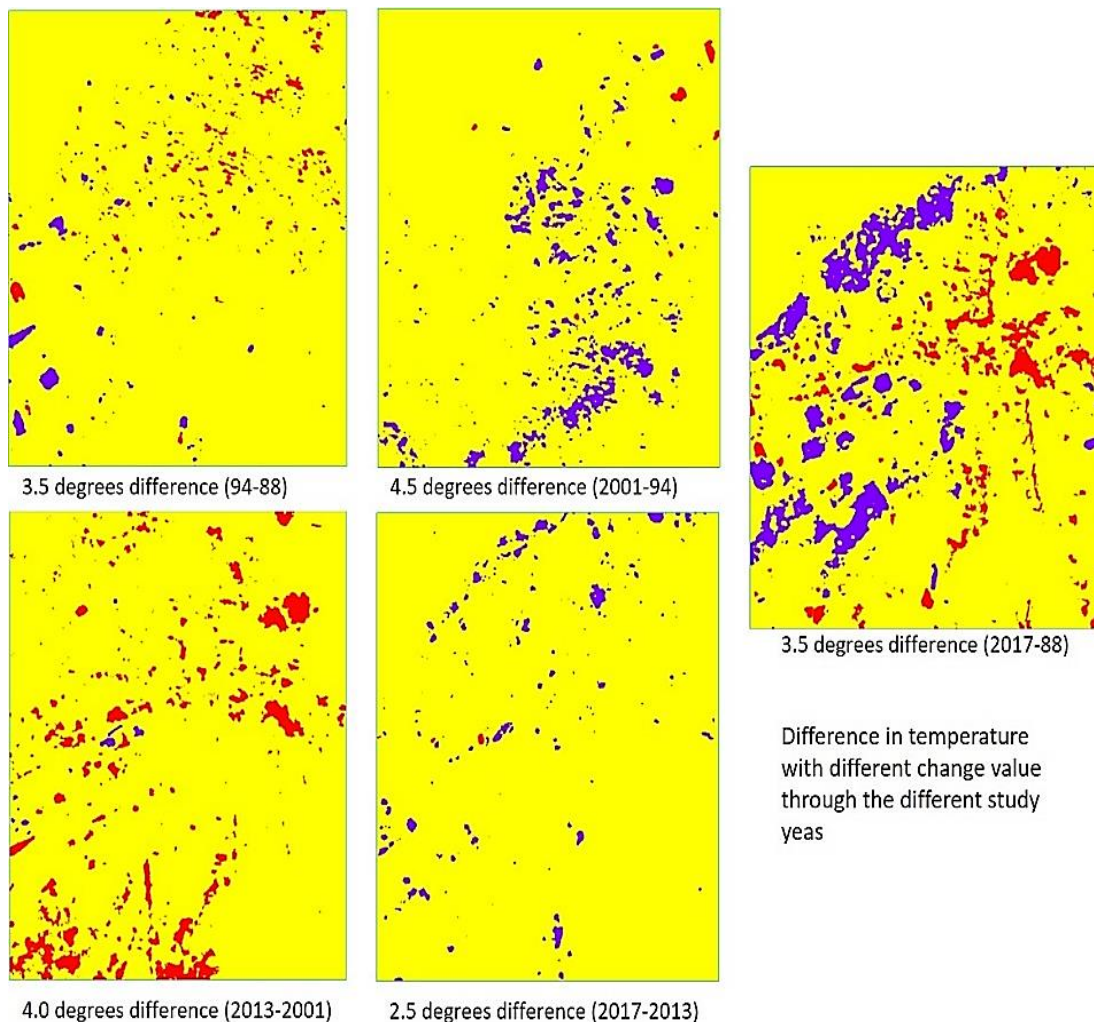 3.5 degrees difference (94-88)
4.5 degrees difference (2001-94)
3.5 degrees difference (2017-88)
4.0 degrees difference (2013-2001)
2.5 degrees difference (2017-2013)
Difference in temperature
with different change value
through the different study
yeas